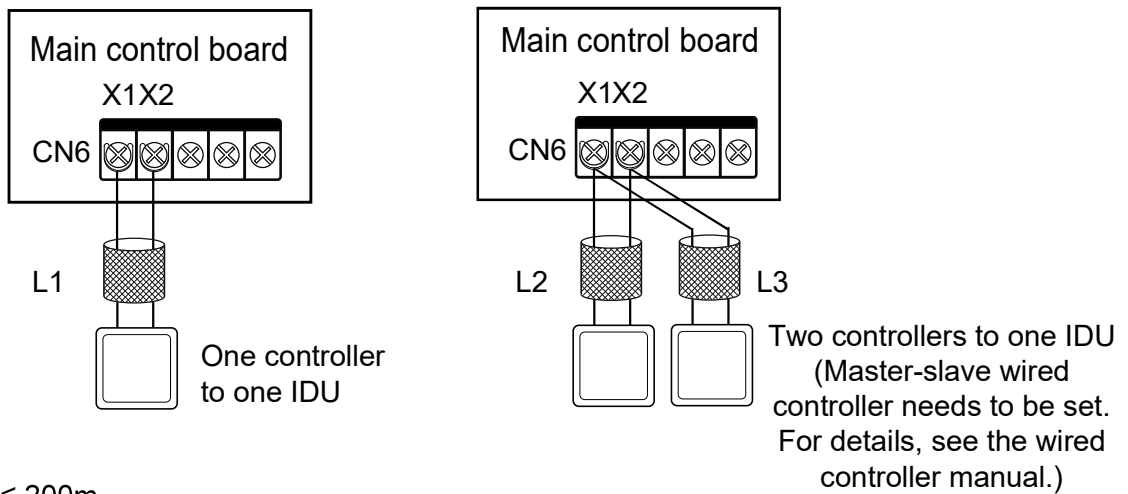 Main control board
X1X2
CN6
L1
One controller
to one IDU
Main control board
X1X2
CN6
L2
L3
Two controllers to one IDU
(Master-slave wired
controller needs to be set.
For details, see the wired
controller manual.)
200m